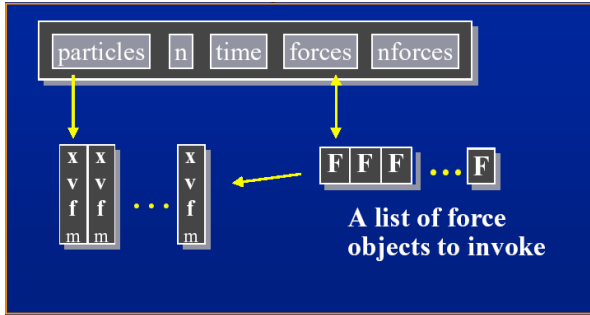 particles n time forces nforces
x x x
v v v
f f ... f
m m m
F F F ... F
A list of force
objects to invoke